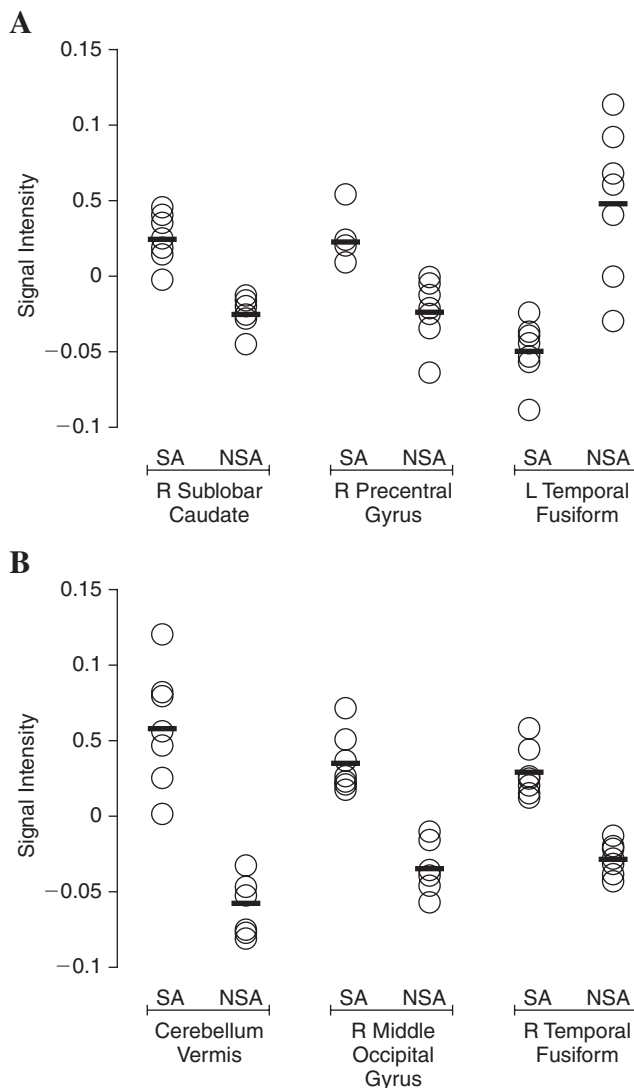 A
0.15
0.1
0.5
0
−0.05
−0.1
Signal Intensity
SA NSA SA NSA SA NSA
R Sublobar Caudate
R Precentral Gyrus
L Temporal Fusiform
B
0.15
0.1
0.5
0
−0.05
−0.1
Signal Intensity
SA NSA SA NSA SA NSA
Cerebellum Vermis
R Middle Occipital Gyrus
R Temporal Fusiform